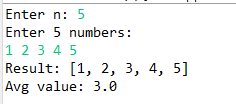 Enter n: 5
Enter 5 numbers:
1 2 3 4 5
Result: [1, 2, 3, 4, 5]
Avg value: 3.0